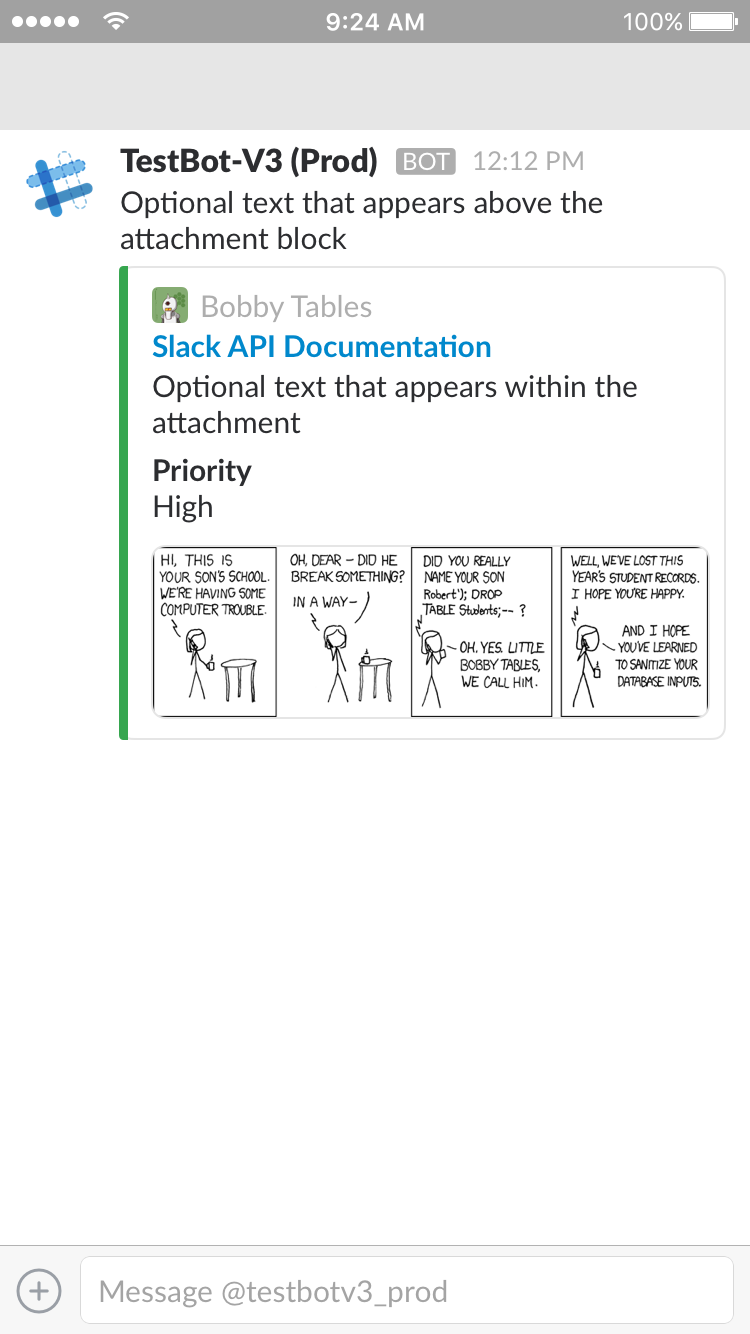 9:24 AM 100%
TestBot-V3 (Prod) BOT 12:12 PM
Optional text that appears above the
attachment block
Bobby Tables
Slack API Documentation
Optional text that appears within the
attachment
Priority
High
HI, THIS IS
YOUR SON'S SCHOOL.
WE'RE HAVING SOME
COMPUTER TROUBLE.
OH, DEAR – DID HE
BREAK SOMETHING?
IN A WAY–
DID YOU REALLY
NAME YOUR SON
Robert'); DROP
TABLE Students;-- ?
OH, YES. LITTLE
BOBBY TABLES,
WE CALL HIM.
WELL, WE'VE LOST THIS
YEAR'S STUDENT RECORDS.
I HOPE YOU'RE HAPPY.
AND I HOPE
YOU'VE LEARNED
TO SANITIZE YOUR
DATABASE INPUTS.
Message @testbotv3_prod